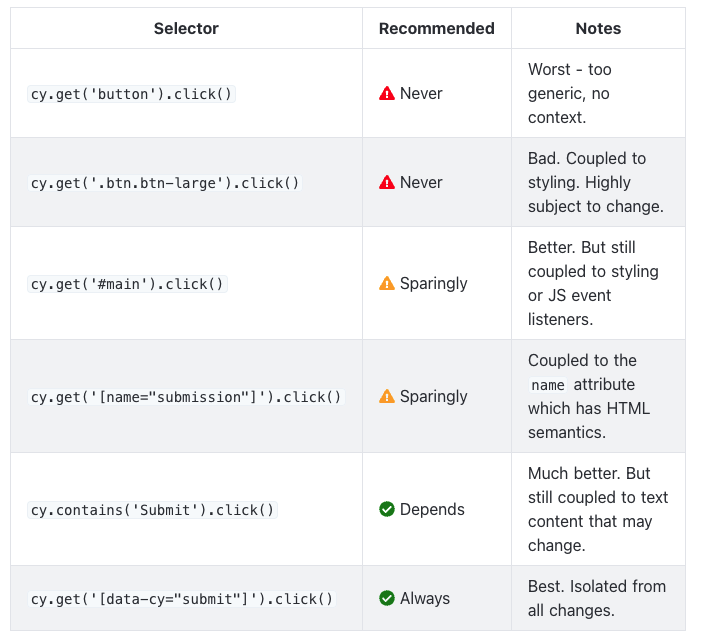 Selector Recommended Notes
cy.get('button').click() Never Worst - too
generic, no
context.
cy.get('.btn.btn-large').click() Never Bad. Coupled to
styling. Highly
subject to change.
cy.get('#main').click() Sparingly Better. But still
coupled to styling
or JS event
listeners.
cy.get('[name="submission"]').click() Sparingly Coupled to the
name attribute
which has HTML
semantics.
cy.contains('Submit').click() Depends Much better. But
still coupled to text
content that may
change.
cy.get('[data-cy="submit"]').click() Always Best. Isolated from
all changes.